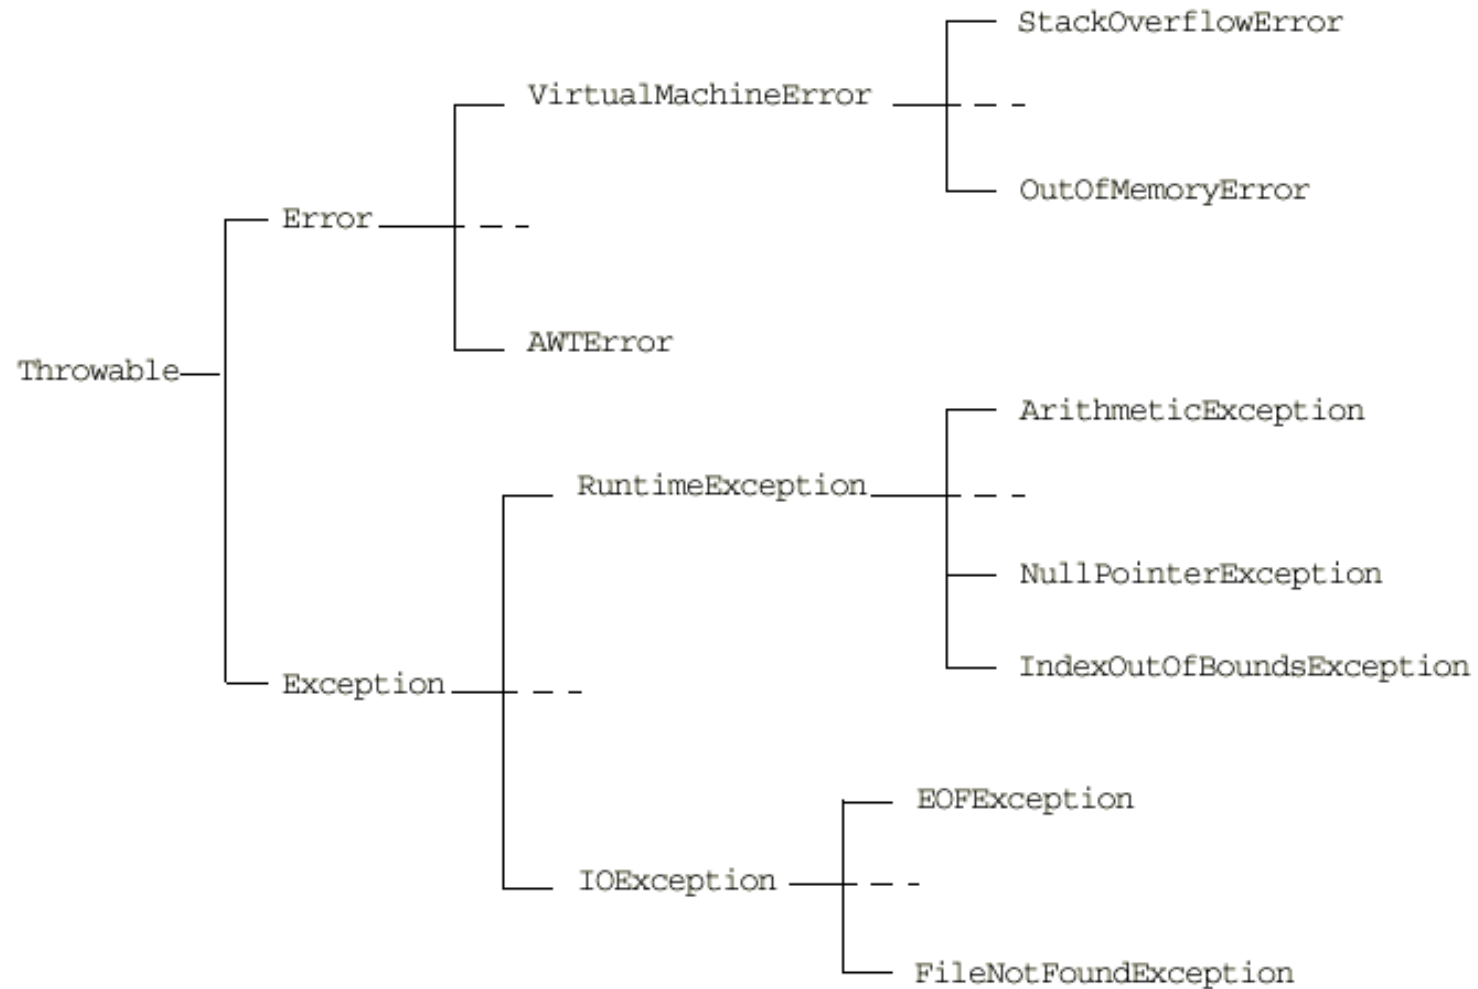 StackOverflowError
VirtualMachineError
OutOfMemoryError
Error
AWTError
Throwable
ArithmeticException
RuntimeException
NullPointerException
IndexOutOfBoundsException
Exception
EOFException
IOException
FileNotFoundException